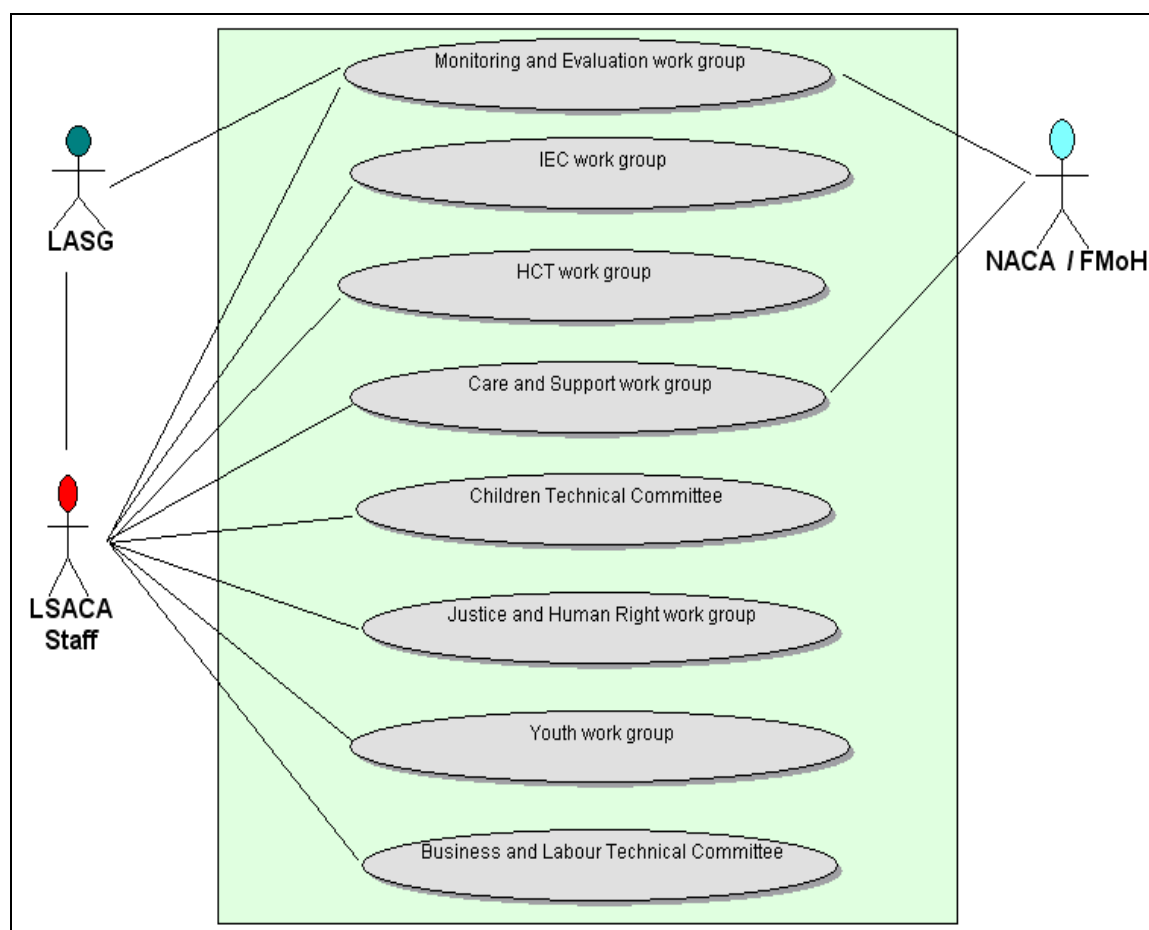 Monitoring and Evaluation work group
IEC work group
LASG
NACA / FMoH
HCT work group
Care and Support work group
Children Technical Committee
LSACA
Staff
Justice and Human Right work group
Youth work group
Business and Labour Technical Committee